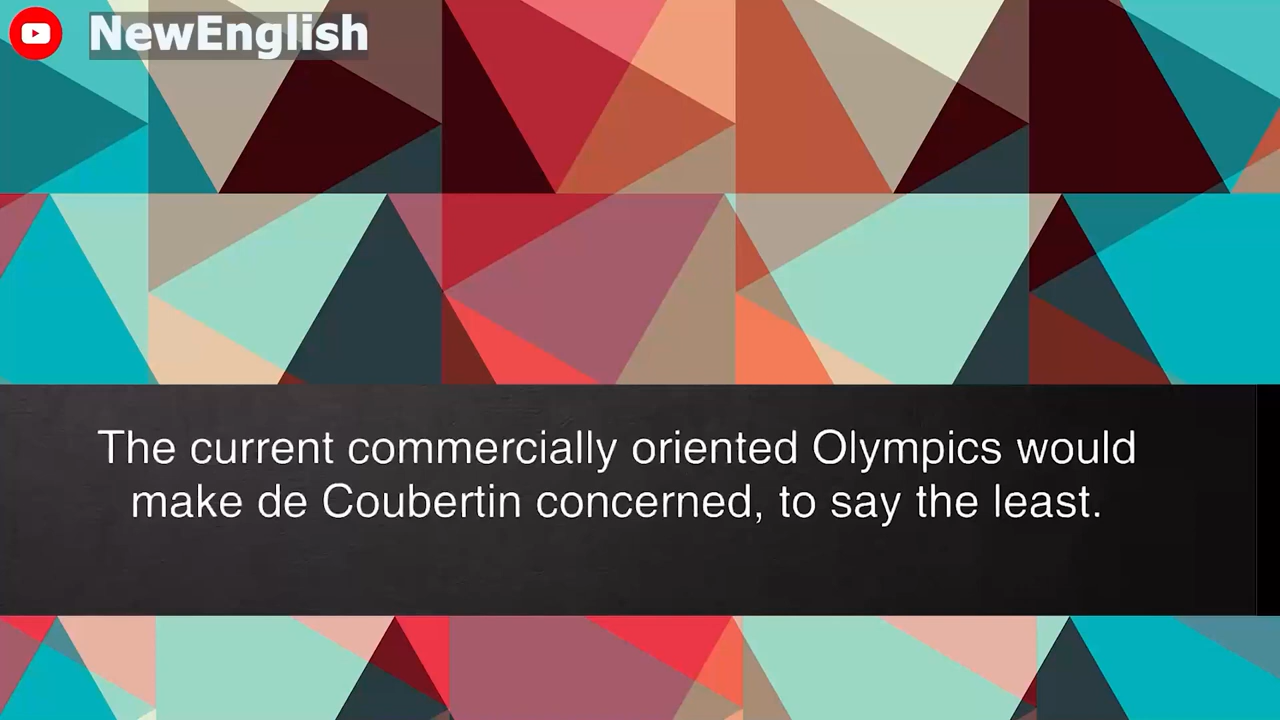 NewEnglish
The current commercially oriented Olympics would
make de Coubertin concerned, to say the least.